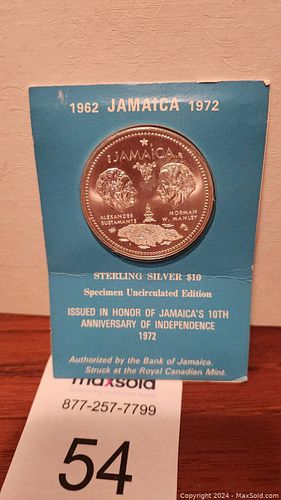 1962 JAMAICA 1972
JAMAICA
ALEXANDER
BUSTAMANTE
NORMAN
W. MANLEY
STERLING SILVER $10
Specimen Uncirculated Edition
ISSUED IN HONOR OF JAMAICA'S 10TH
ANNIVERSARY OF INDEPENDENCE
1972
Authorized by the Bank of Jamaica.
Struck at the Royal Canadian Mint.
maxsold
877-257-7799
54
Copyright 2024 - MaxSold.com